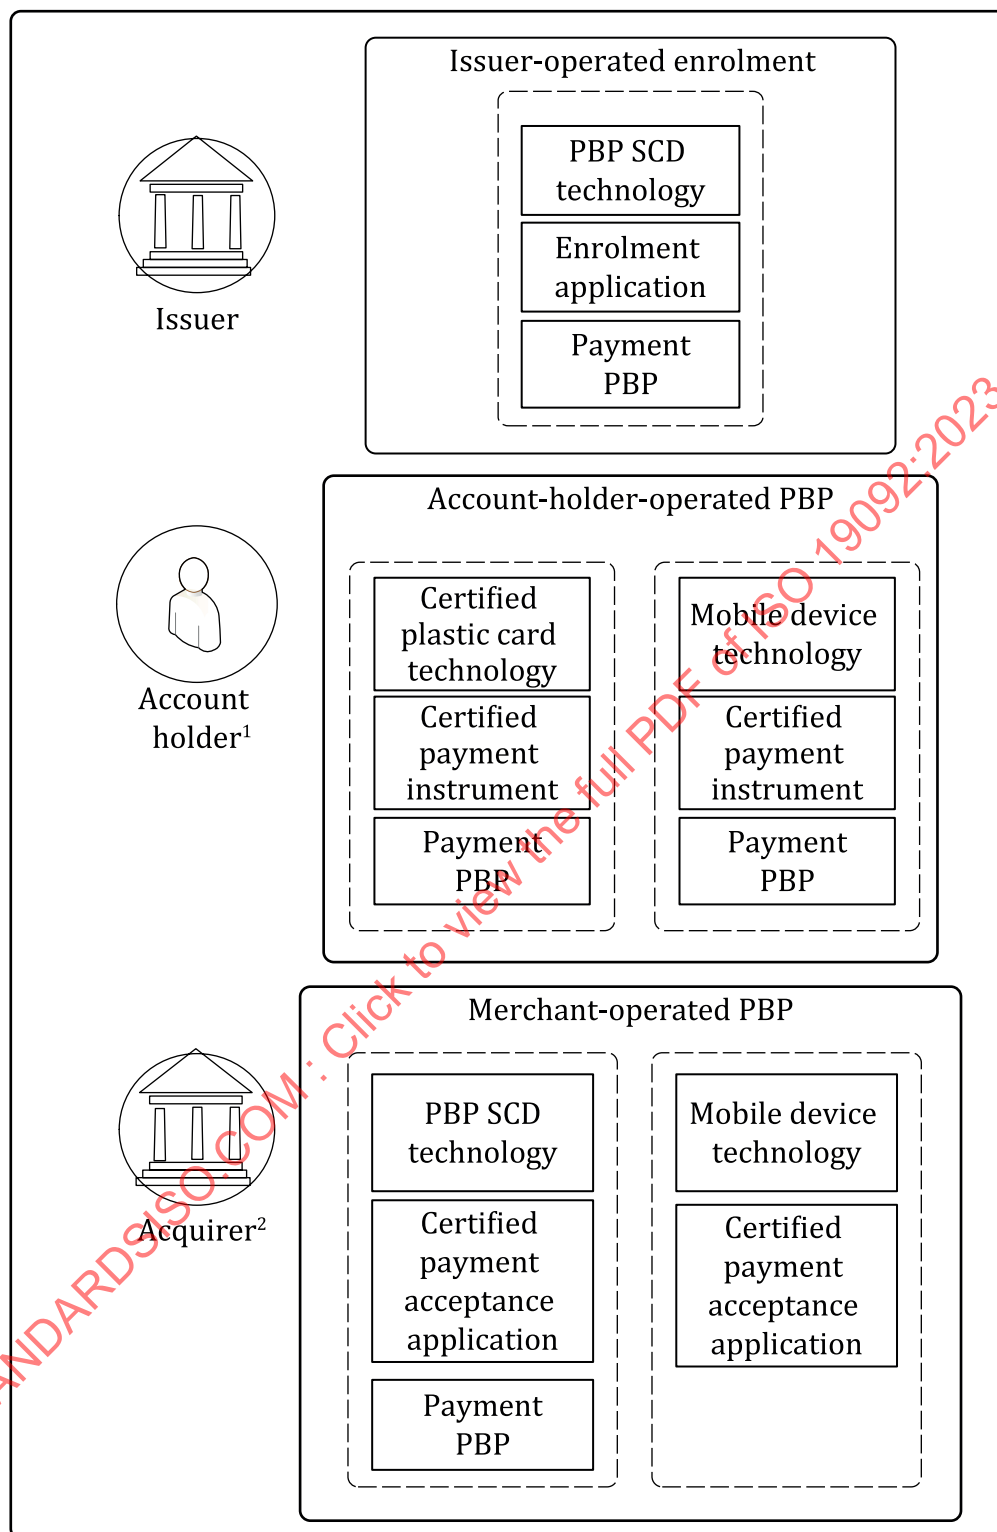 Issuer-operated enrolment
PBP SCD
technology
Enrolment
application
Payment
PBP
Issuer
Account-holder-operated PBP
Certified
plastic card
technology
Certified
payment
instrument
Payment
PBP
Mobile device
technology
Certified
payment
instrument
Payment
PBP
Account
holder¹
Merchant-operated PBP
PBP SCD
technology
Certified
payment
acceptance
application
Payment
PBP
Mobile device
technology
Certified
payment
acceptance
application
Acquirer²
ANDARDSISO.COM : Click to view the full PDF of ISO 19092:2023